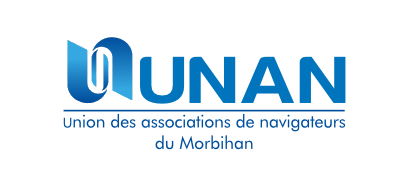 UNAN
Union des associations de navigateurs
du Morbihan